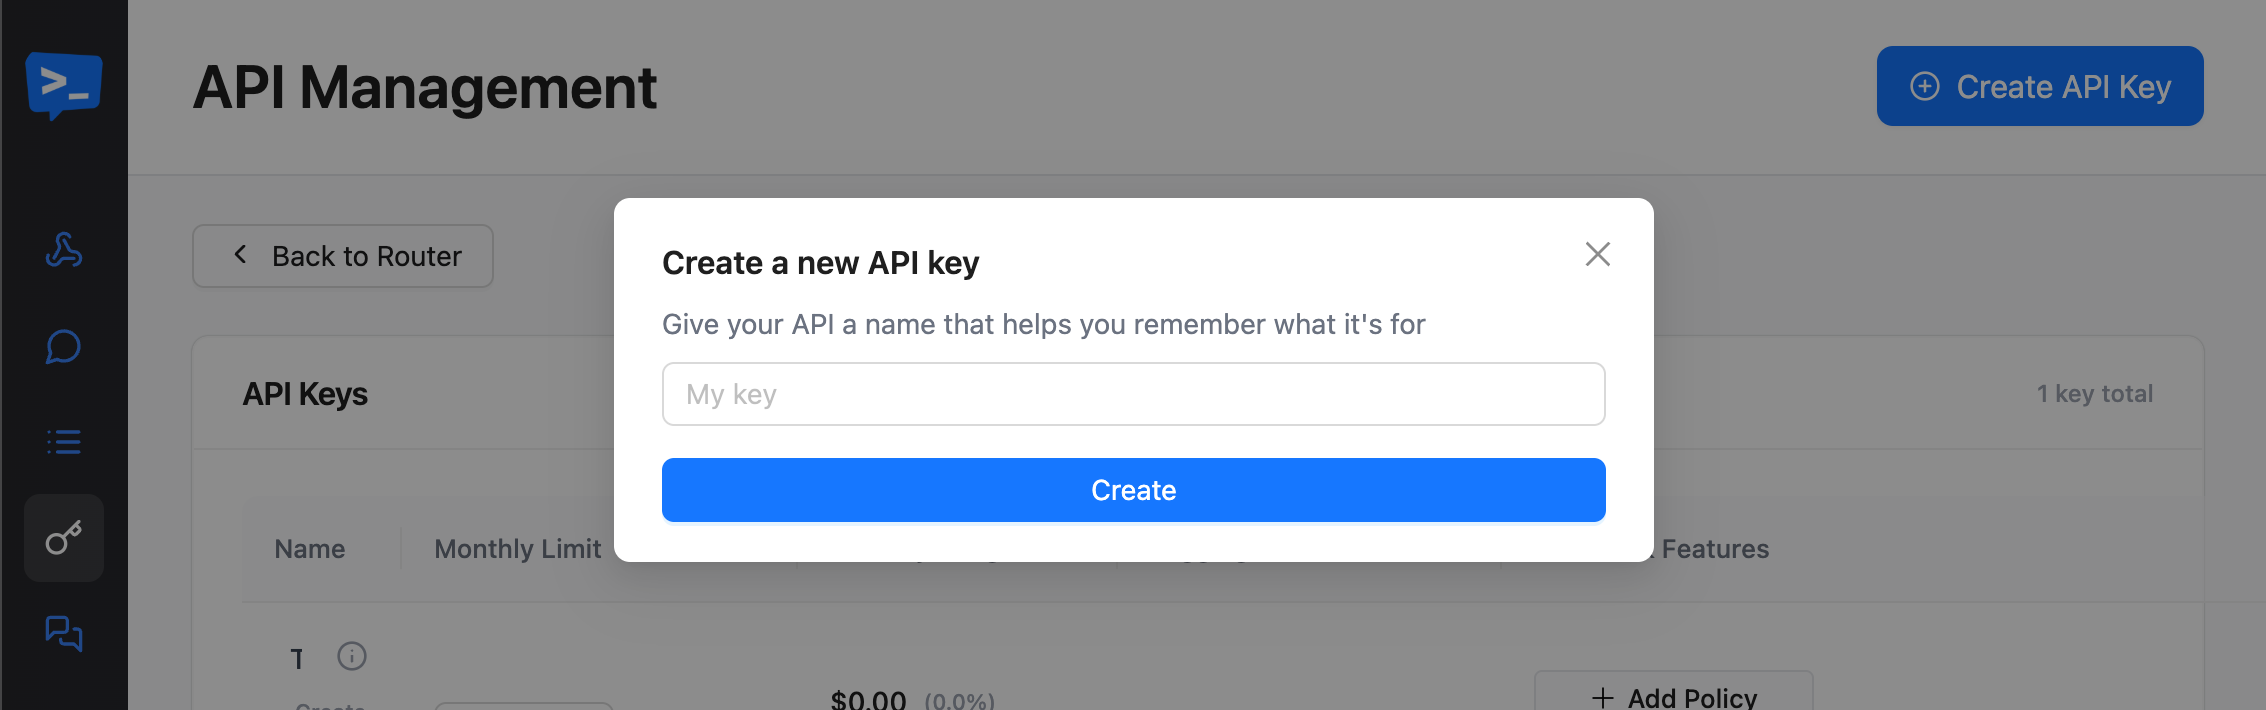 API Management
Create API Key
Back to Router
Create a new API key
Give your API a name that helps you remember what it's for
My key
Create
API Keys
1 key total
Name
Monthly Limit
Features
T
$0.00 (0.0%)
Add Policy